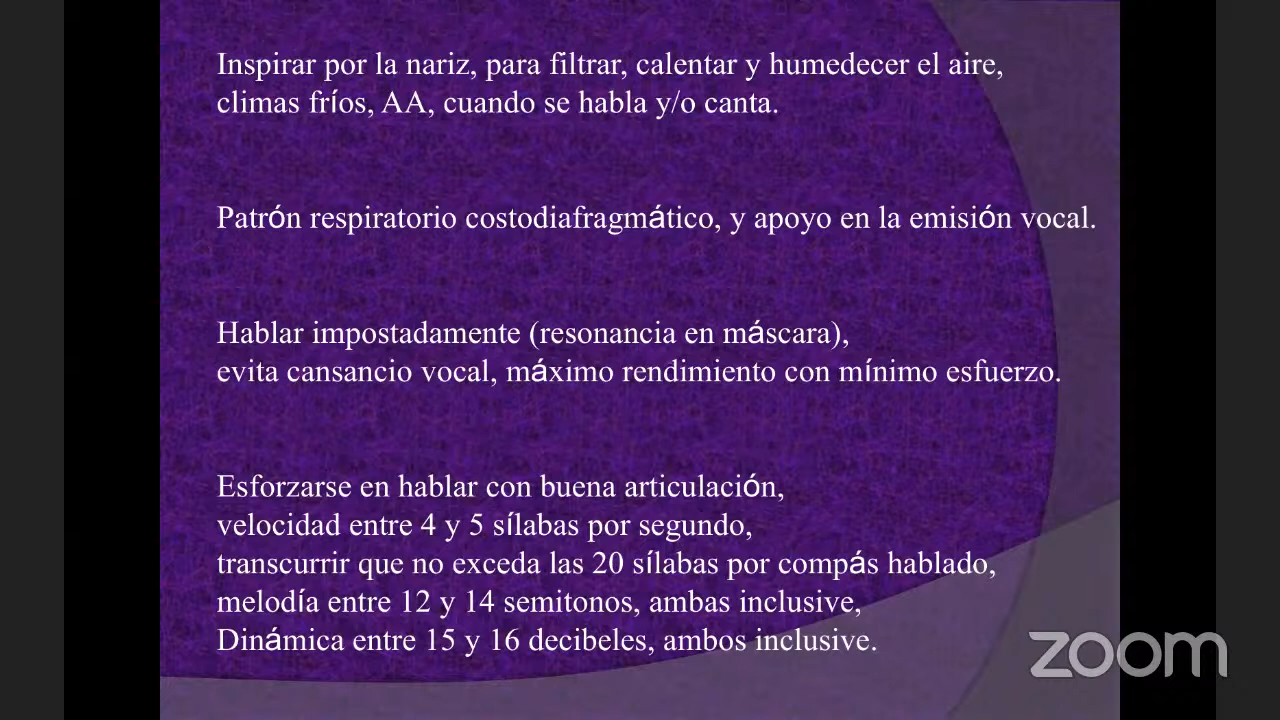 Inspirar por la nariz, para filtrar, calentar y humedecer el aire,
climas fríos, AA, cuando se habla y/o canta.
Patrón respiratorio costodiafragmático, y apoyo en la emisión vocal.
Hablar impostadamente (resonancia en máscara),
evita cansancio vocal, máximo rendimiento con mínimo esfuerzo.
Esforzarse en hablar con buena articulación,
velocidad entre 4 y 5 sílabas por segundo,
transcurrir que no exceda las 20 sílabas por compás hablado,
melodía entre 12 y 14 semitonos, ambas inclusive,
Dinámica entre 15 y 16 decibeles, ambos inclusive.
zoom